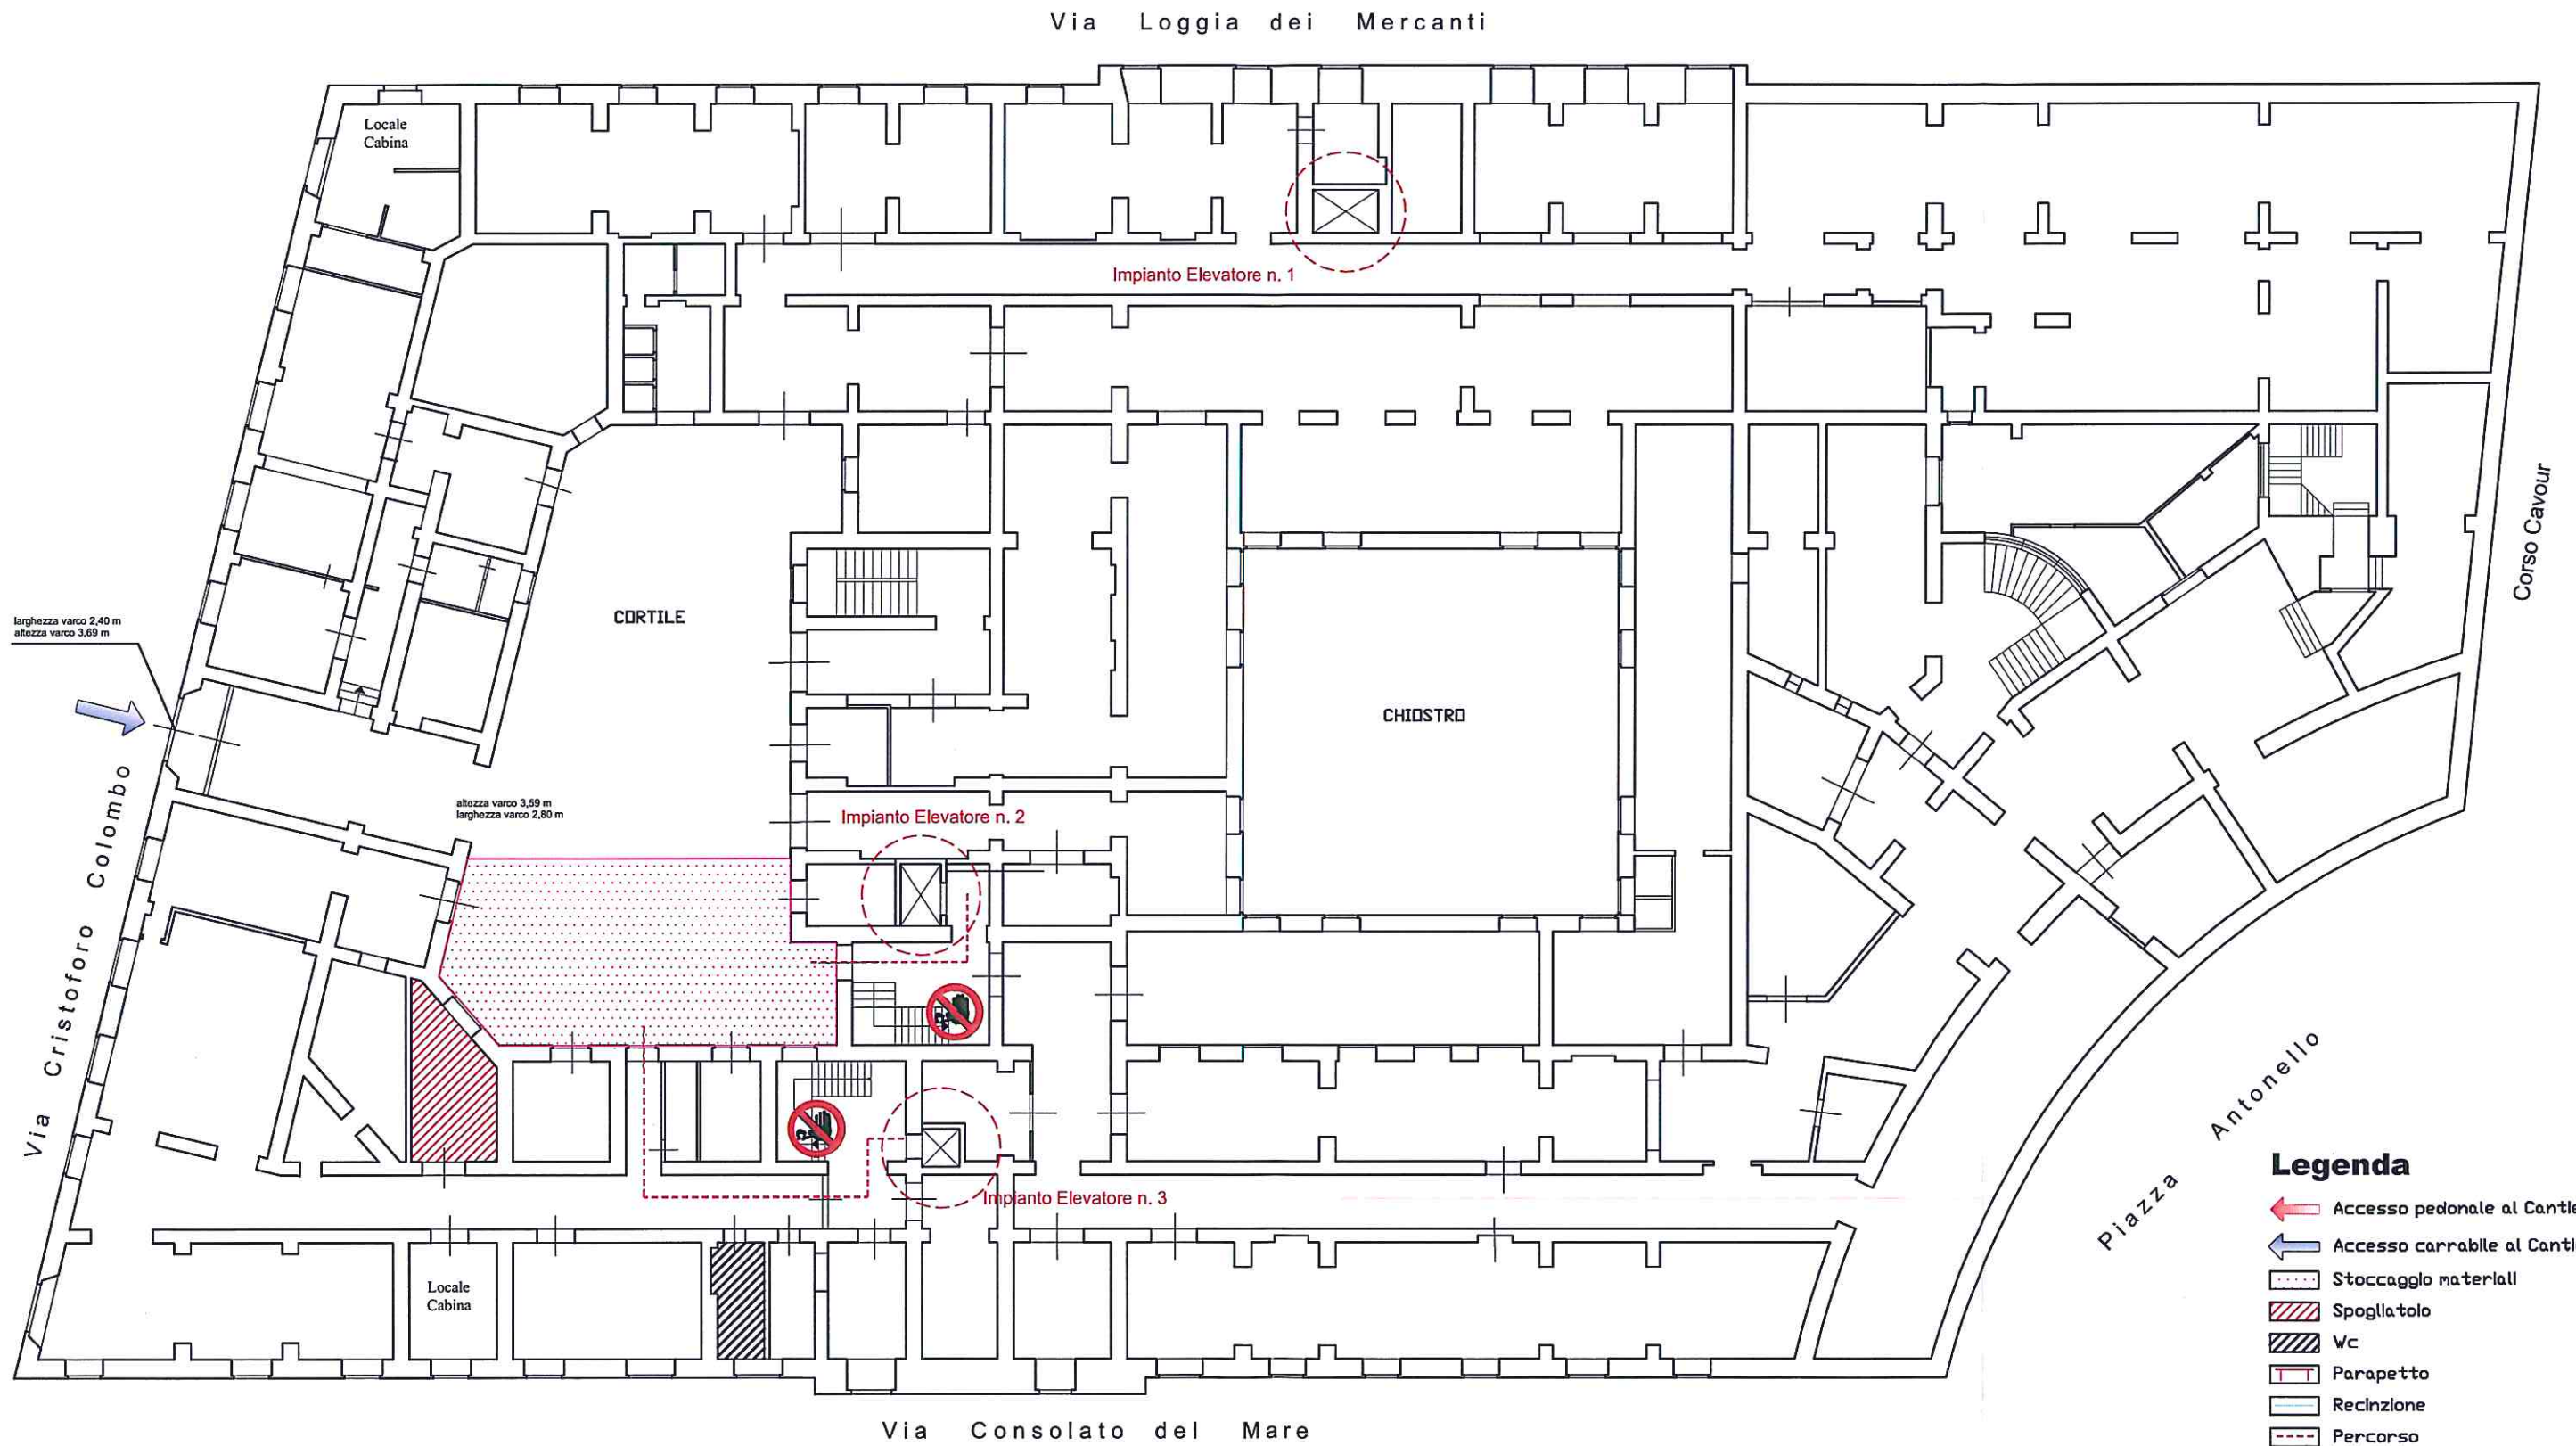 Via Loggia dei Mercanti
Locale
Cabina
Impianto Elevatore n. 1
Corso Cavour
CORTILE
larghezza varco 2,40 m
altezza varco 3,69 m
CHIOSTRO
altezza varco 3,59 m
larghezza varco 2,80 m
Impianto Elevatore n. 2
Via Cristoforo Colombo
Impianto Elevatore n. 3
Piazza Antonello
Locale
Cabina
Legenda
Accesso pedonale al Cantie
Accesso carrabile al Canti
Stoccaggio materiali
Spogliatoio
Wc
Parapetto
Recinzione
Percorso
Via Consolato del Mare